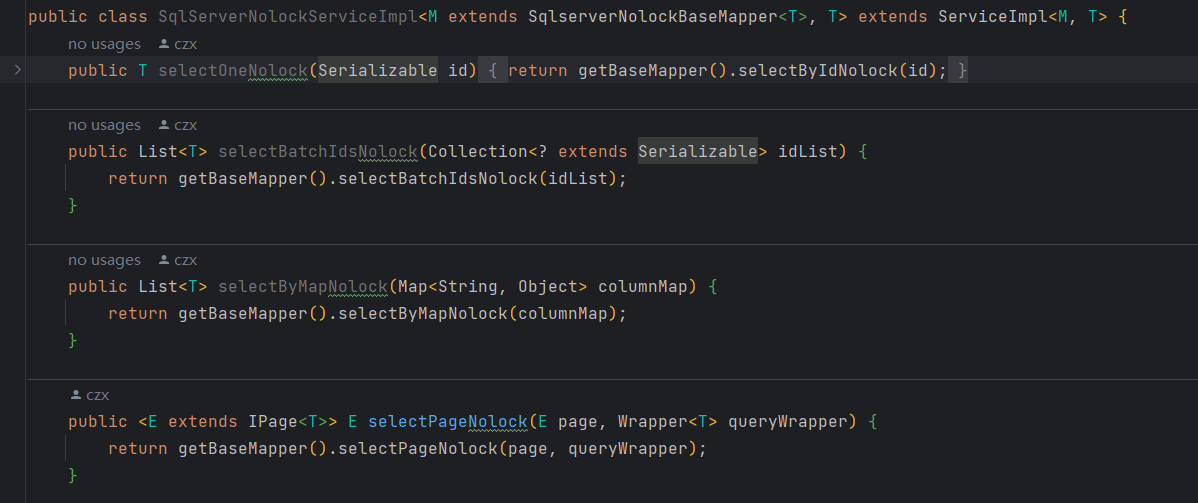 public class SqlServerNolockServiceImpl<M extends SqlserverNolockBaseMapper<T>, T> extends ServiceImpl<M, T> {
no usages czx
public T selectOneNolock(Serializable id) { return getBaseMapper().selectByIdNolock(id); }
no usages czx
public List<T> selectBatchIdsNolock(Collection<? extends Serializable> idList) {
return getBaseMapper().selectBatchIdsNolock(idList);
}
no usages czx
public List<T> selectByMapNolock(Map<String, Object> columnMap) {
return getBaseMapper().selectByMapNolock(columnMap);
}
czx
public <E extends IPage<T>> E selectPageNolock(E page, Wrapper<T> queryWrapper) {
return getBaseMapper().selectPageNolock(page, queryWrapper);
}